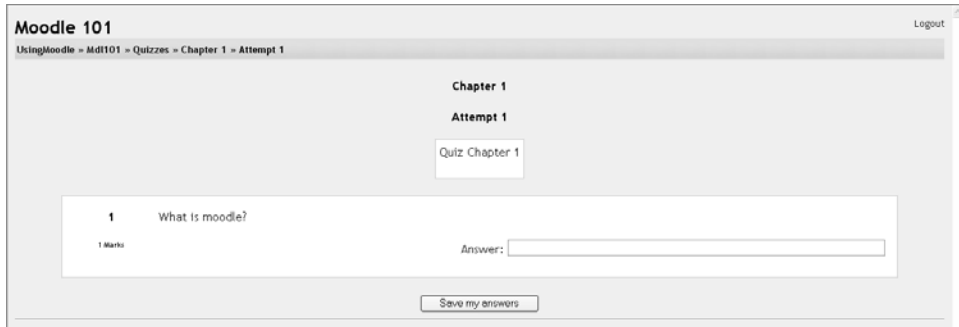 Moodle 101
Logout
UsingMoodle » Mdl101 » Quizzes » Chapter 1 » Attempt 1
Chapter 1
Attempt 1
Quiz Chapter 1
1 What is moodle?
1 Marks
Answer:
Save my answers